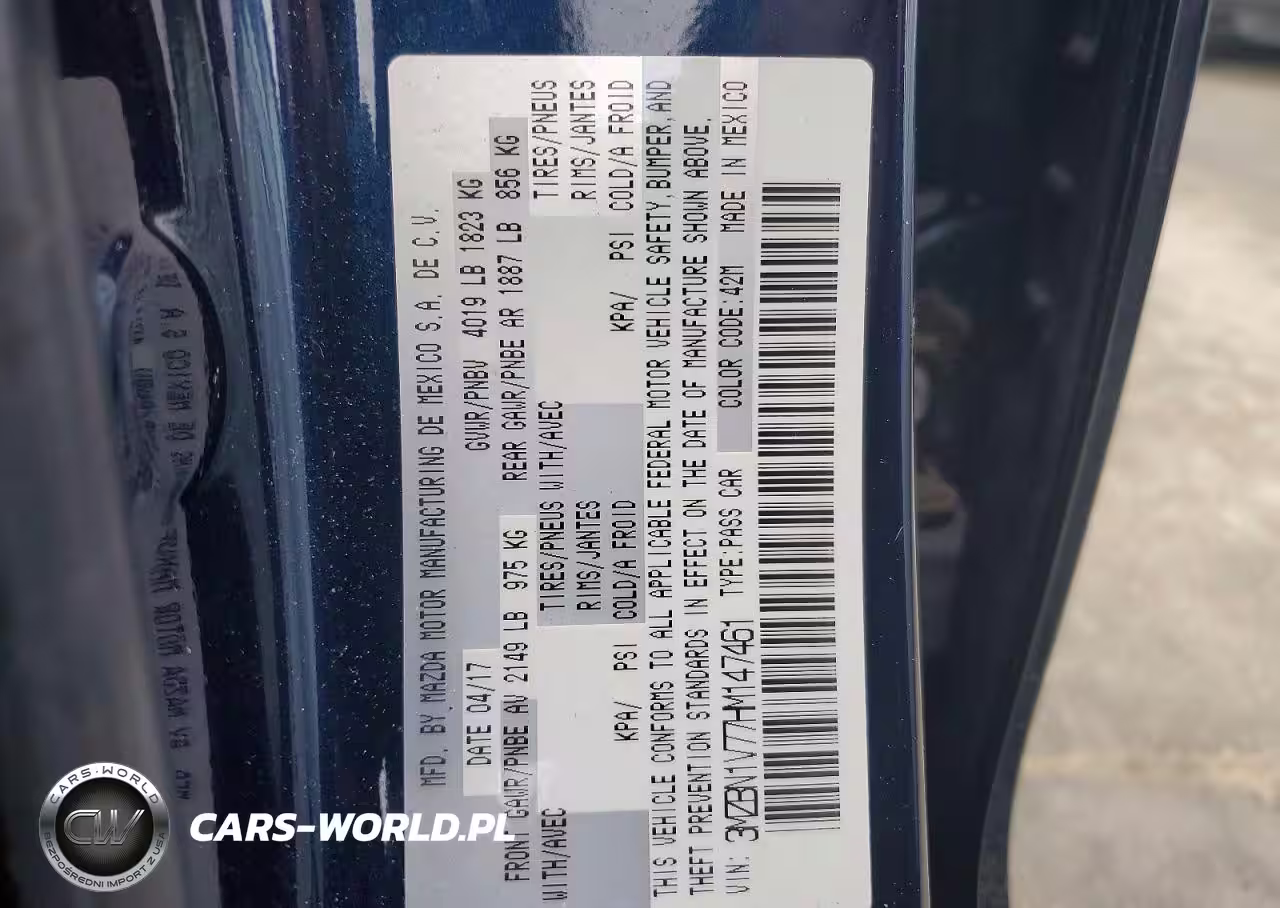 MFD. BY MAZDA MOTOR MANUFACTURING DE MEXICO S.A. DE C.V.
DATE 04/17 GVWR/PNBV 4019 LB 1823 KG
FRONT GAWR/PNBE AV 2149 LB 975 KG REAR GAWR/PNBE AR 1887 LB 856 KG
WITH/AVEC TIRES/PNEUS WITH/AVEC TIRES/PNEUS
RIMS/JANTES RIMS/JANTES
KPA/ PSI COLD/A FROID KPA/ PSI COLD/A FROID
THIS VEHICLE CONFORMS TO ALL APPLICABLE FEDERAL MOTOR VEHICLE SAFETY, BUMPER, AND
THEFT PREVENTION STANDARDS IN EFFECT ON THE DATE OF MANUFACTURE SHOWN ABOVE.
VIN: 3MZBN1V77HM147461 TYPE:PASS CAR COLOR CODE:42M MADE IN MEXICO
CARS-WORLD
CW
BEZPOŚREDNI IMPORT Z USA
CARS-WORLD.PL